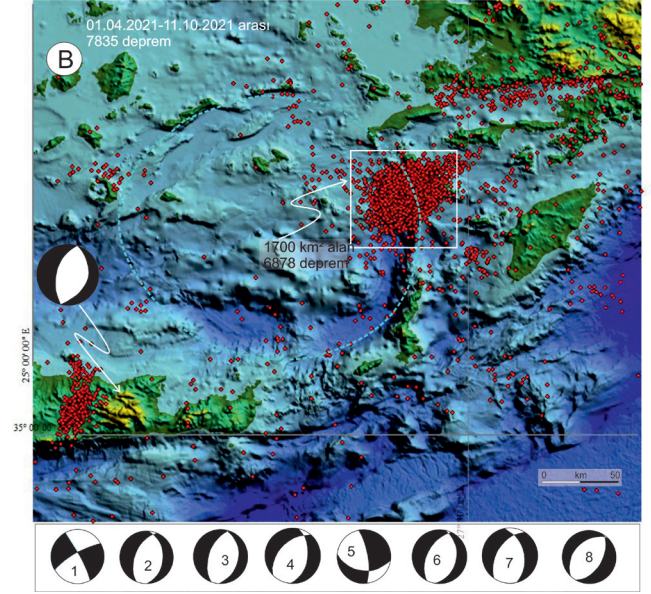 01.04.2021-11.10.2021 arası
7835 deprem
B
1700 km² alan
6878 deprem
25° 00' 00" E
35° 00' 00"
0 km 50
27°
1
2
3
4
5
6
7
8